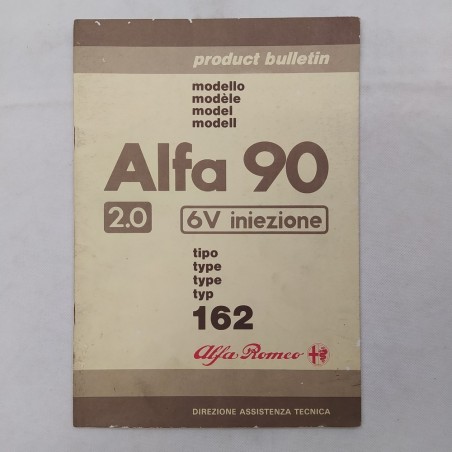 product bulletin
modello
modèle
model
modell
Alfa 90
2.0 6V iniezione
tipo
type
type
typ
162
Alfa Romeo
DIREZIONE ASSISTENZA TECNICA